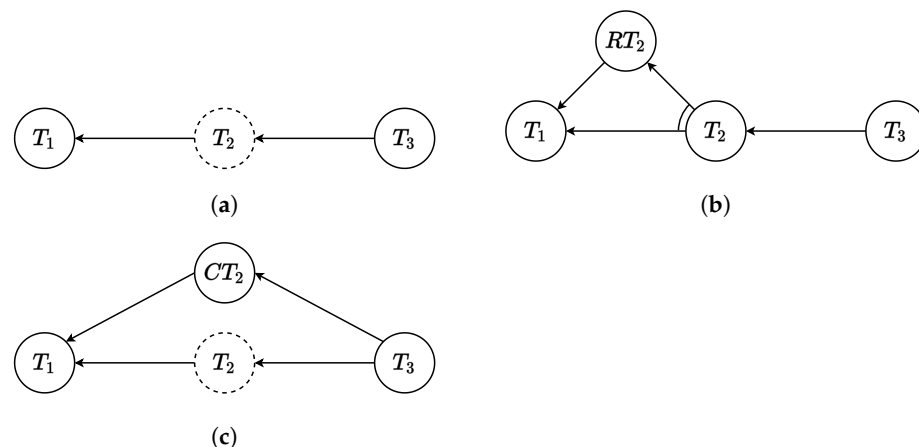 RT₂
T₁ T₂ T₃
T₁ T₂ T₃
(a)
(b)
CT₂
T₁ T₂ T₃
(c)